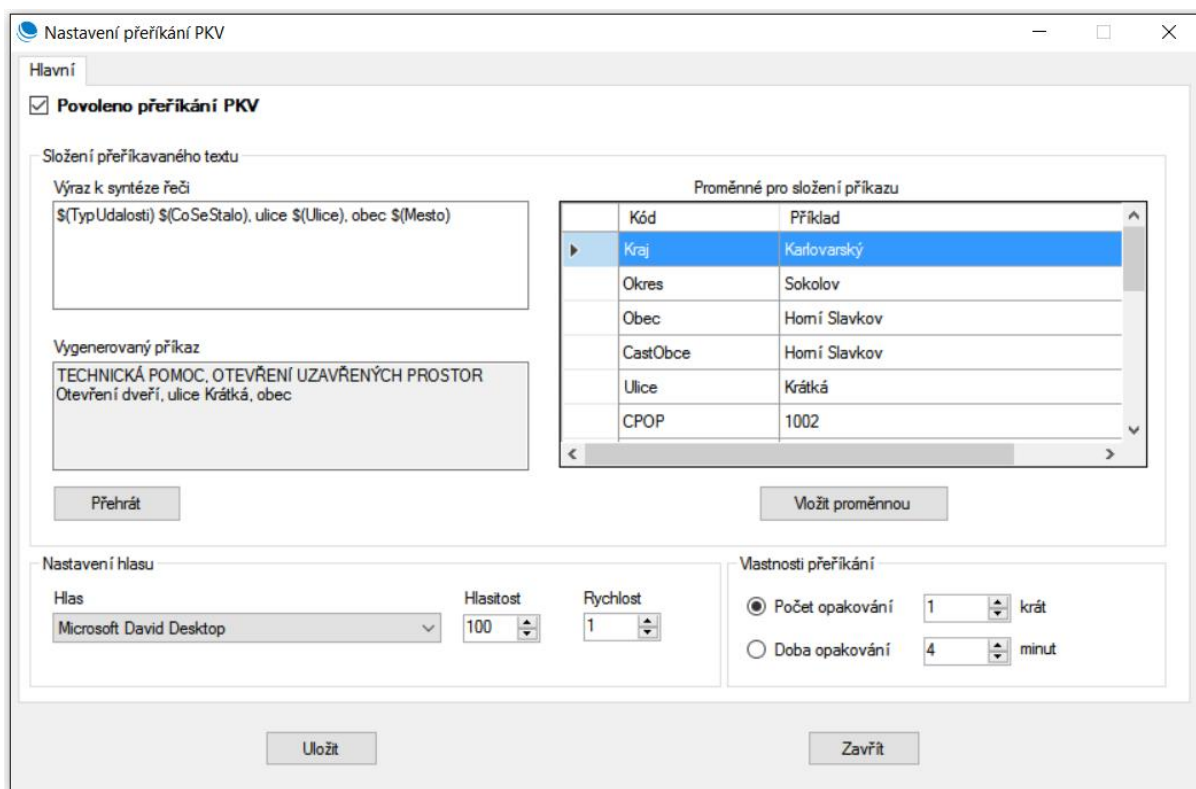 Nastavení přeříkání PKV
Hlavní
Povoleno přeříkání PKV
Složení přeříkavaného textu
Výraz k syntéze řeči
$(TypUdalosti) $(CoSeStalo), ulice $(Ulice), obec $(Mesto)
Vygenerovaný příkaz
TECHNICKÁ POMOC, OTEVŘENÍ UZAVŘENÝCH PROSTOR
Otevření dveří, ulice Krátká, obec
Přehrát
Proměnné pro složení příkazu
Kód Příklad
Kraj Karlovarský
Okres Sokolov
Obec Horní Slavkov
CastObce Horní Slavkov
Ulice Krátká
CPOP 1002
Vložit proměnnou
Nastavení hlasu
Hlas Hlasitost Rychlost
Microsoft David Desktop 100 1
Vlastnosti přeříkání
Počet opakování 1 krát
Doba opakování 4 minut
Uložit Zavřít